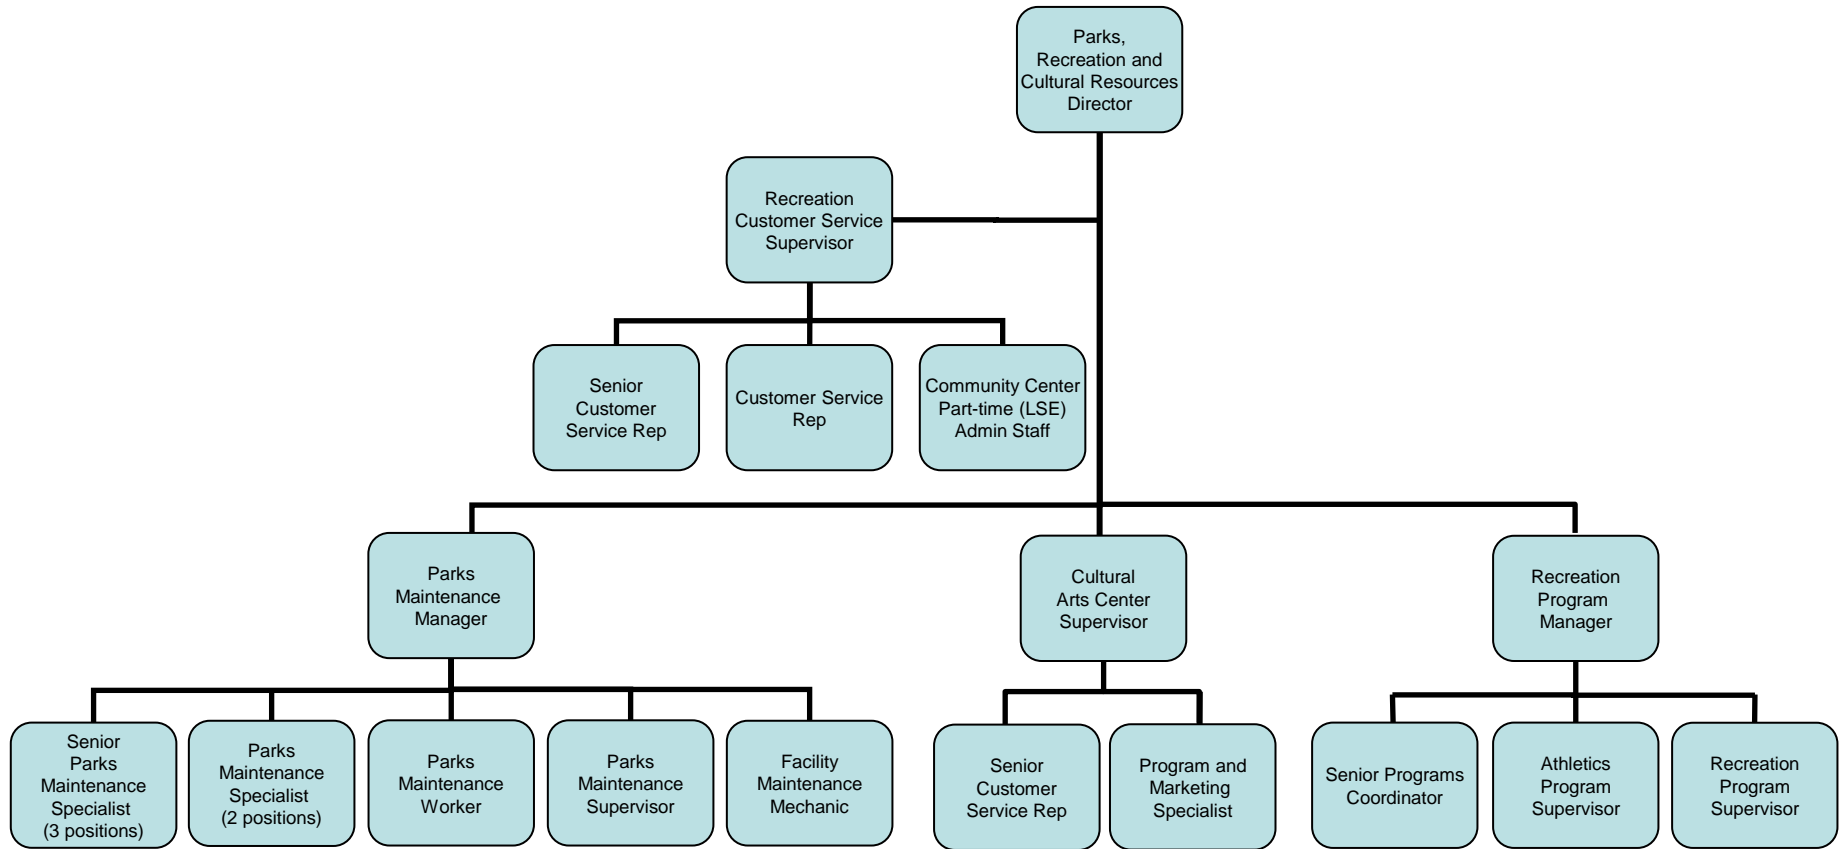 Parks,
Recreation and
Cultural Resources
Director
Recreation
Customer Service
Supervisor
Senior
Customer
Service Rep
Customer Service
Rep
Community Center
Part-time (LSE)
Admin Staff
Parks
Maintenance
Manager
Cultural
Arts Center
Supervisor
Recreation
Program
Manager
Senior
Parks
Maintenance
Specialist
(3 positions)
Parks
Maintenance
Specialist
(2 positions)
Parks
Maintenance
Worker
Parks
Maintenance
Supervisor
Facility
Maintenance
Mechanic
Senior
Customer
Service Rep
Program and
Marketing
Specialist
Senior Programs
Coordinator
Athletics
Program
Supervisor
Recreation
Program
Supervisor